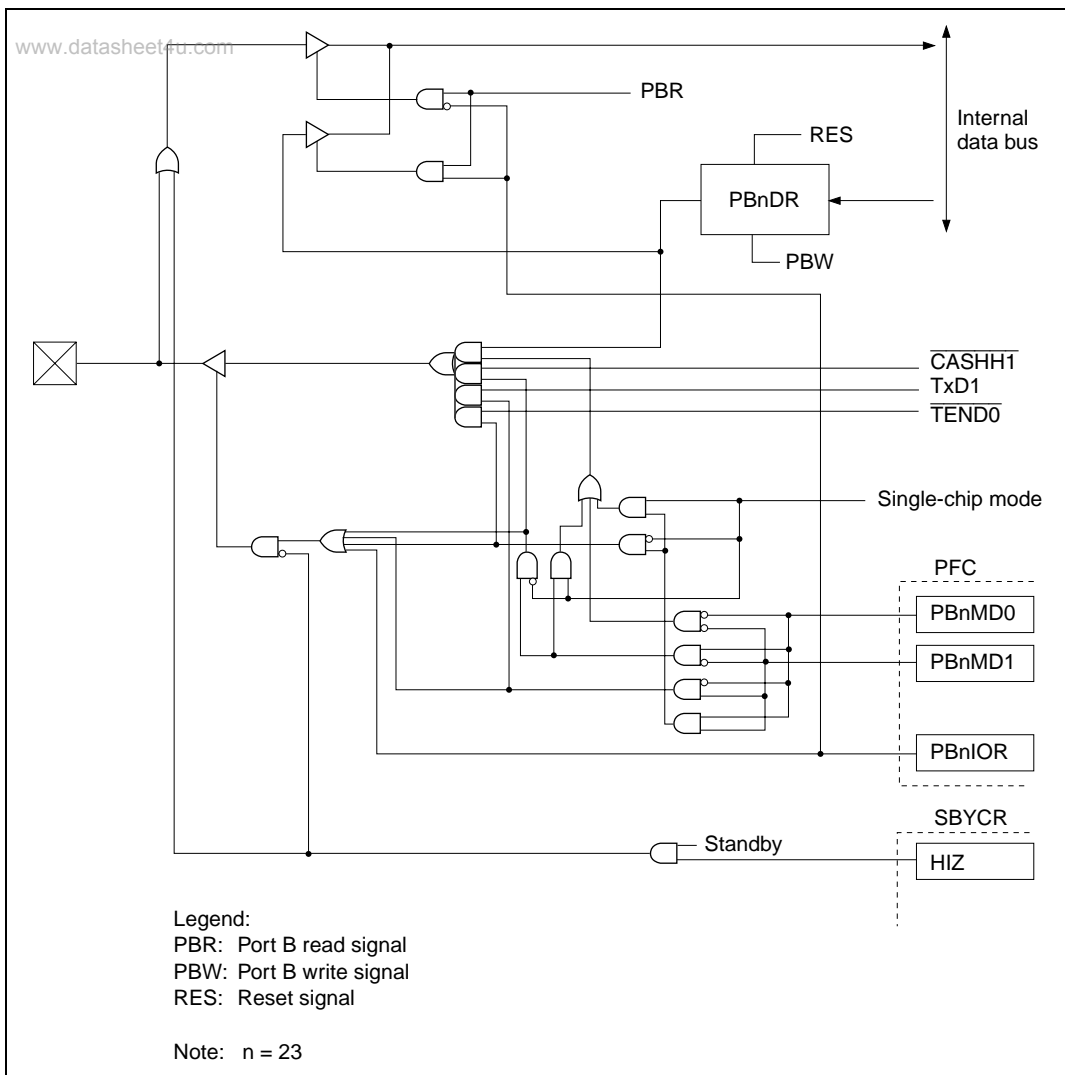 www.datasheet4u.com
PBR
Internal
data bus
RES
PBnDR
PBW
CASHH1
TxD1
TEND0
Single-chip mode
PFC
PBnMD0
PBnMD1
PBnIOR
SBYCR
Standby
HIZ
Legend:
PBR: Port B read signal
PBW: Port B write signal
RES: Reset signal
Note: n = 23